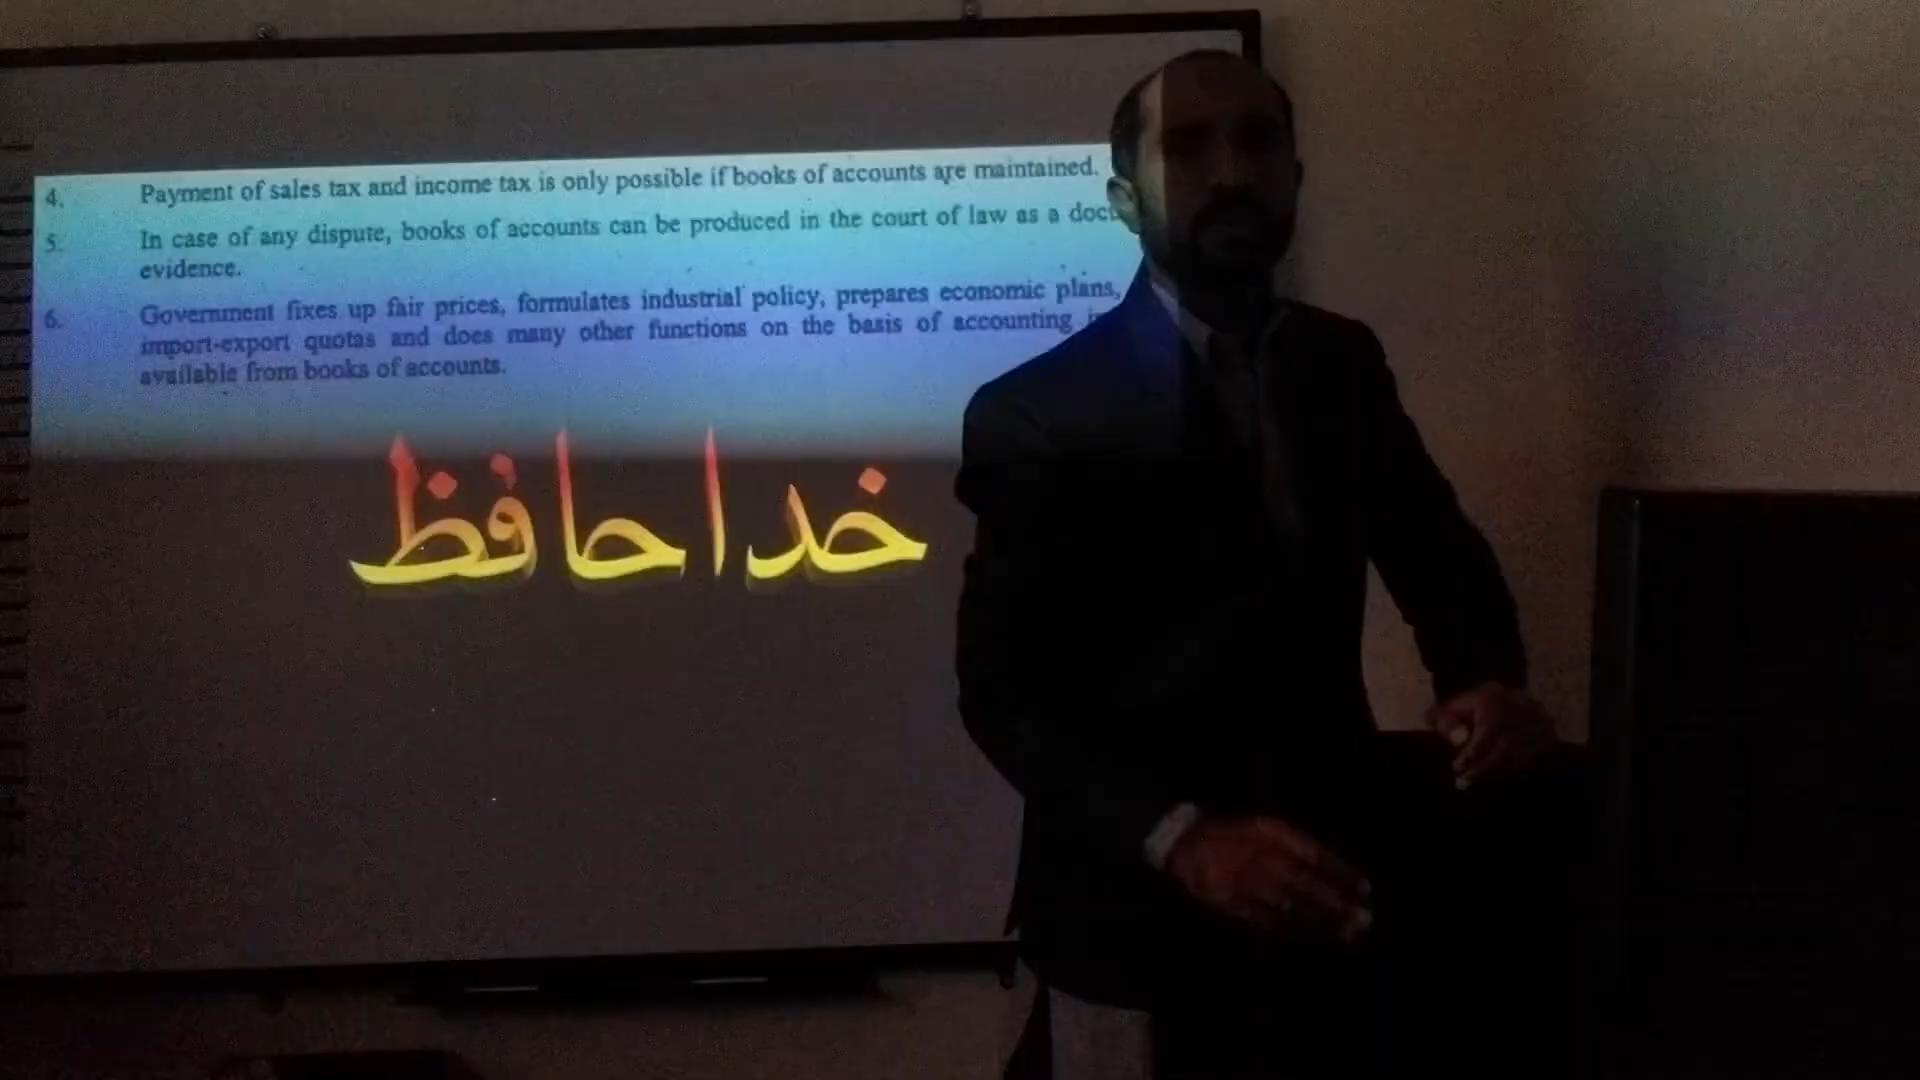 4. Payment of sales tax and income tax is only possible if books of accounts are maintained.
5. In case of any dispute, books of accounts can be produced in the court of law as a
evidence.
6. Government fixes up fair prices, formulates industrial policy, prepares economic plans,
import-export quotas and does many other functions on the basis of accounting
available from books of accounts.
خدا حافظ